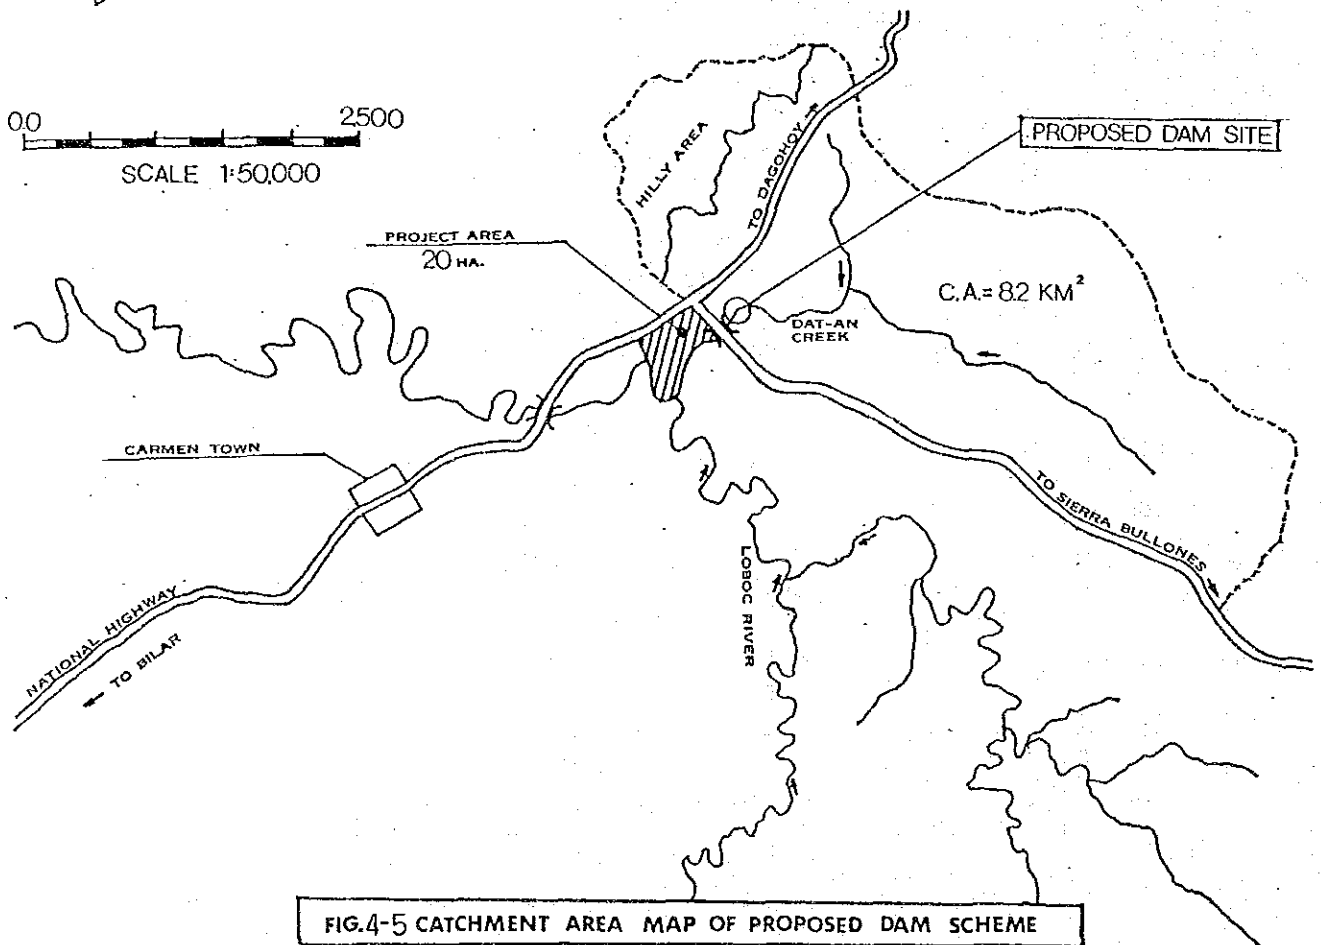 0.0 2500
SCALE 1:50,000
PROPOSED DAM SITE
HILLY AREA
TO DAGOHOY
PROJECT AREA
20 HA.
C.A.= 8.2 KM²
DAT-AN
CREEK
CARMEN TOWN
TO SIERRA BULLONES
LOBOC RIVER
NATIONAL HIGHWAY
TO BILAR
FIG.4-5 CATCHMENT AREA MAP OF PROPOSED DAM SCHEME